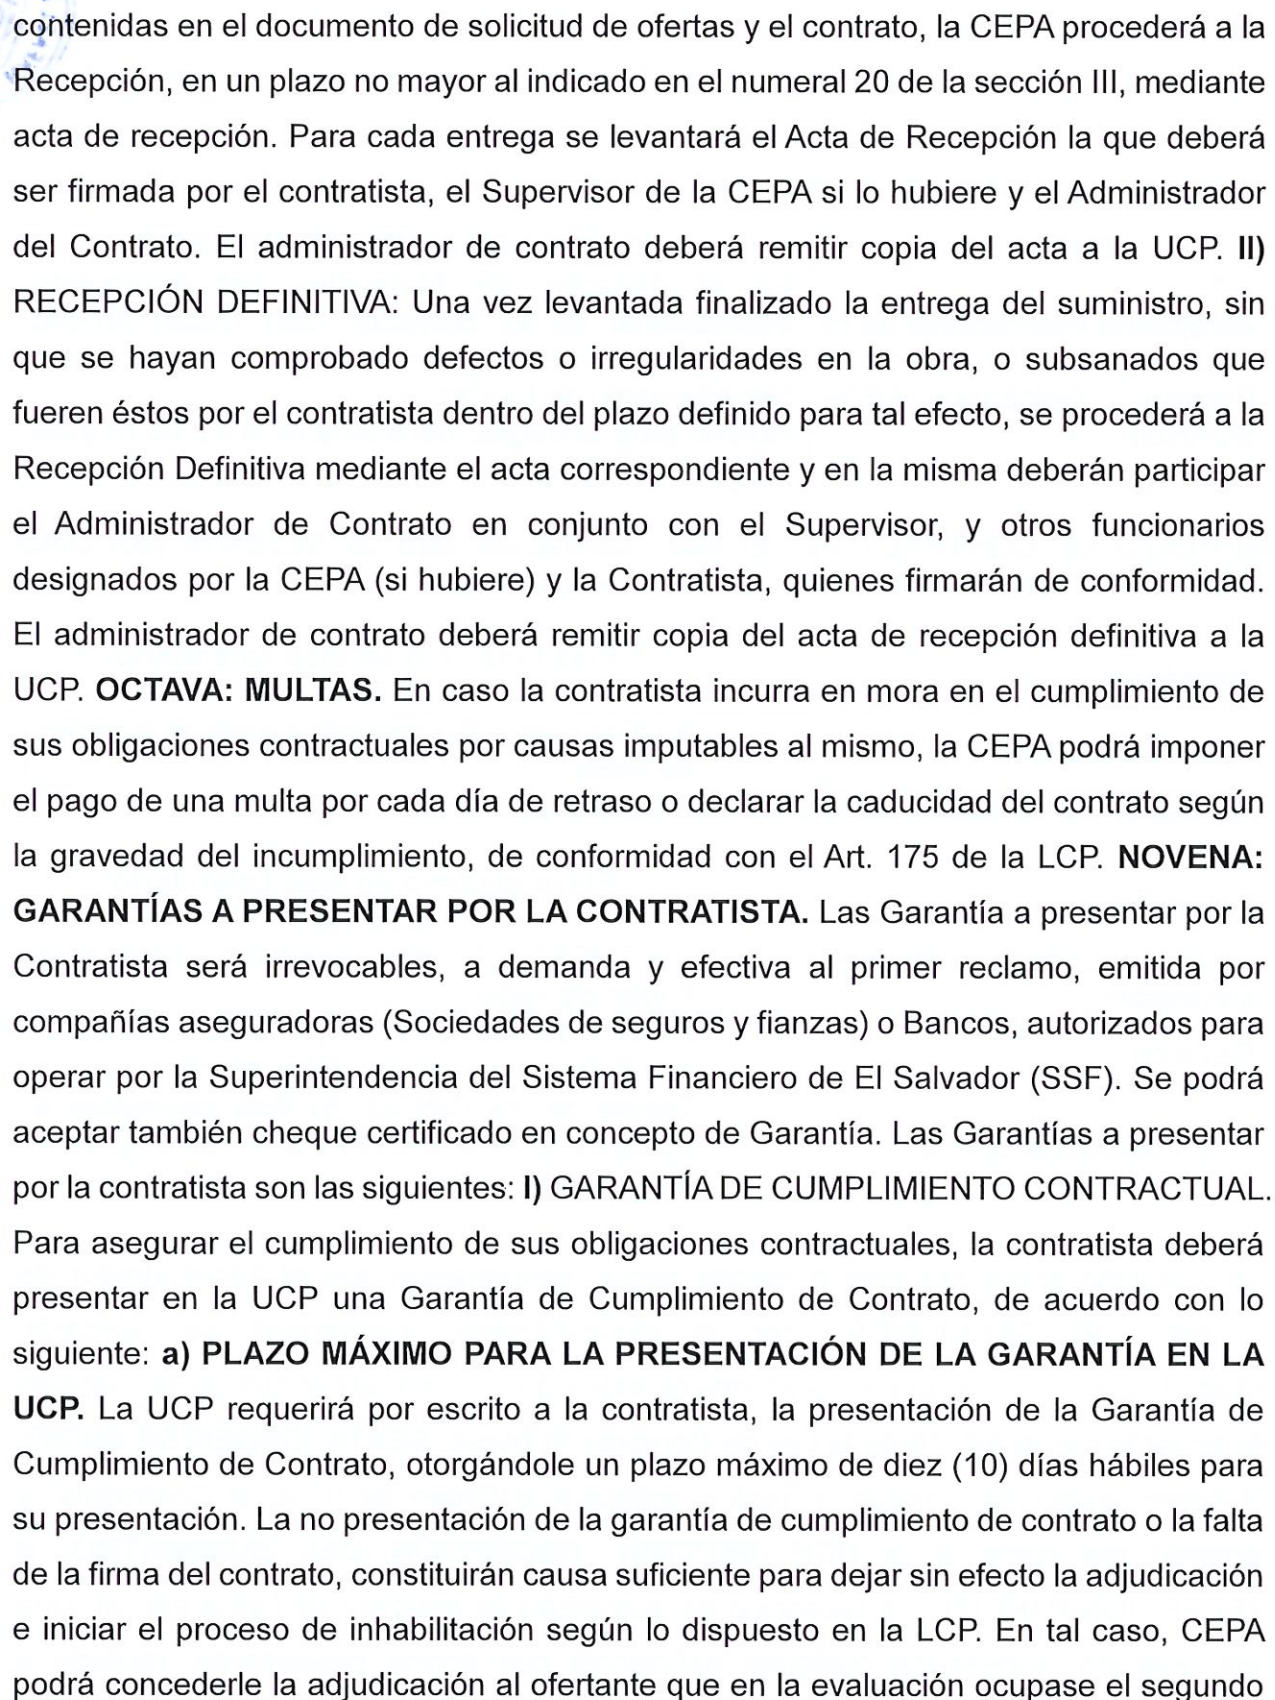 contenidas en el documento de solicitud de ofertas y el contrato, la CEPA procederá a la
Recepción, en un plazo no mayor al indicado en el numeral 20 de la sección III, mediante
acta de recepción. Para cada entrega se levantará el Acta de Recepción la que deberá
ser firmada por el contratista, el Supervisor de la CEPA si lo hubiere y el Administrador
del Contrato. El administrador de contrato deberá remitir copia del acta a la UCP. II)
RECEPCIÓN DEFINITIVA: Una vez levantada finalizado la entrega del suministro, sin
que se hayan comprobado defectos o irregularidades en la obra, o subsanados que
fueren éstos por el contratista dentro del plazo definido para tal efecto, se procederá a la
Recepción Definitiva mediante el acta correspondiente y en la misma deberán participar
el Administrador de Contrato en conjunto con el Supervisor, y otros funcionarios
designados por la CEPA (si hubiere) y la Contratista, quienes firmarán de conformidad.
El administrador de contrato deberá remitir copia del acta de recepción definitiva a la
UCP. OCTAVA: MULTAS. En caso la contratista incurra en mora en el cumplimiento de
sus obligaciones contractuales por causas imputables al mismo, la CEPA podrá imponer
el pago de una multa por cada día de retraso o declarar la caducidad del contrato según
la gravedad del incumplimiento, de conformidad con el Art. 175 de la LCP. NOVENA:
GARANTÍAS A PRESENTAR POR LA CONTRATISTA. Las Garantía a presentar por la
Contratista será irrevocables, a demanda y efectiva al primer reclamo, emitida por
compañías aseguradoras (Sociedades de seguros y fianzas) o Bancos, autorizados para
operar por la Superintendencia del Sistema Financiero de El Salvador (SSF). Se podrá
aceptar también cheque certificado en concepto de Garantía. Las Garantías a presentar
por la contratista son las siguientes: I) GARANTÍA DE CUMPLIMIENTO CONTRACTUAL.
Para asegurar el cumplimiento de sus obligaciones contractuales, la contratista deberá
presentar en la UCP una Garantía de Cumplimiento de Contrato, de acuerdo con lo
siguiente: a) PLAZO MÁXIMO PARA LA PRESENTACIÓN DE LA GARANTÍA EN LA
UCP. La UCP requerirá por escrito a la contratista, la presentación de la Garantía de
Cumplimiento de Contrato, otorgándole un plazo máximo de diez (10) días hábiles para
su presentación. La no presentación de la garantía de cumplimiento de contrato o la falta
de la firma del contrato, constituirán causa suficiente para dejar sin efecto la adjudicación
e iniciar el proceso de inhabilitación según lo dispuesto en la LCP. En tal caso, CEPA
podrá concederle la adjudicación al ofertante que en la evaluación ocupase el segundo